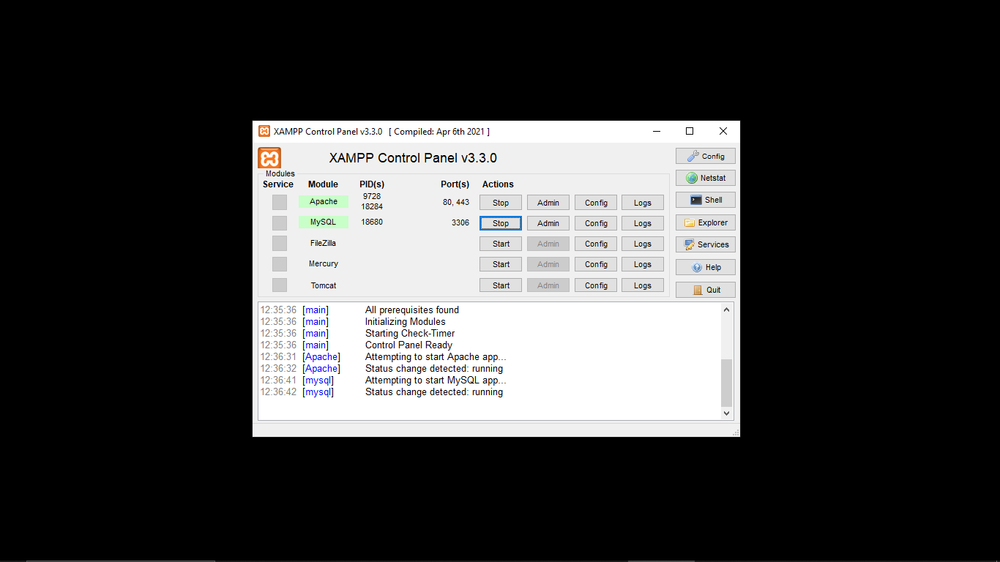 XAMPP Control Panel v3.3.0 [ Compiled: Apr 6th 2021 ]
XAMPP Control Panel v3.3.0
Config
Modules
Service Module PID(s) Port(s) Actions
Netstat
Apache 9728 18284 80, 443 Stop Admin Config Logs
Shell
MySQL 18680 3306 Stop Admin Config Logs
Explorer
FileZilla Start Admin Config Logs
Services
Mercury Start Admin Config Logs
Help
Tomcat Start Admin Config Logs
Quit
12:35:36 [main] All prerequisites found
12:35:36 [main] Initializing Modules
12:35:36 [main] Starting Check-Timer
12:35:36 [main] Control Panel Ready
12:36:31 [Apache] Attempting to start Apache app...
12:36:32 [Apache] Status change detected: running
12:36:41 [mysql] Attempting to start MySQL app...
12:36:42 [mysql] Status change detected: running